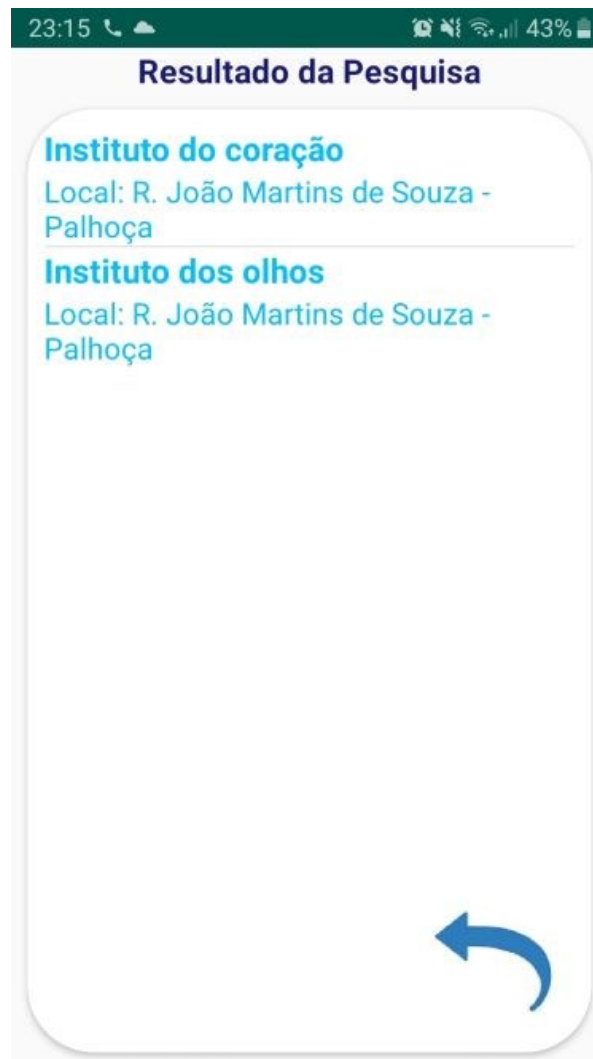 23:15 43%
Resultado da Pesquisa
Instituto do coração
Local: R. João Martins de Souza -
Palhoça
Instituto dos olhos
Local: R. João Martins de Souza -
Palhoça